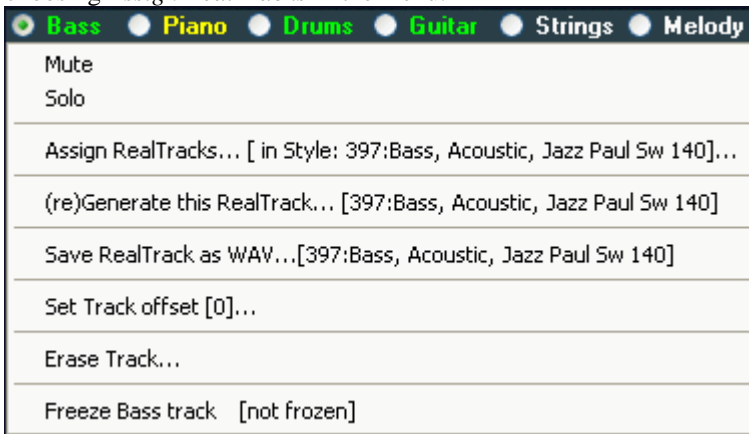 Bass Piano Drums Guitar Strings Melody
Mute
Solo
Assign RealTracks... [ in Style: 397:Bass, Acoustic, Jazz Paul Sw 140]...
(re)Generate this RealTrack... [397:Bass, Acoustic, Jazz Paul Sw 140]
Save RealTrack as WAV...[397:Bass, Acoustic, Jazz Paul Sw 140]
Set Track offset [0]...
Erase Track...
Freeze Bass track [not frozen]